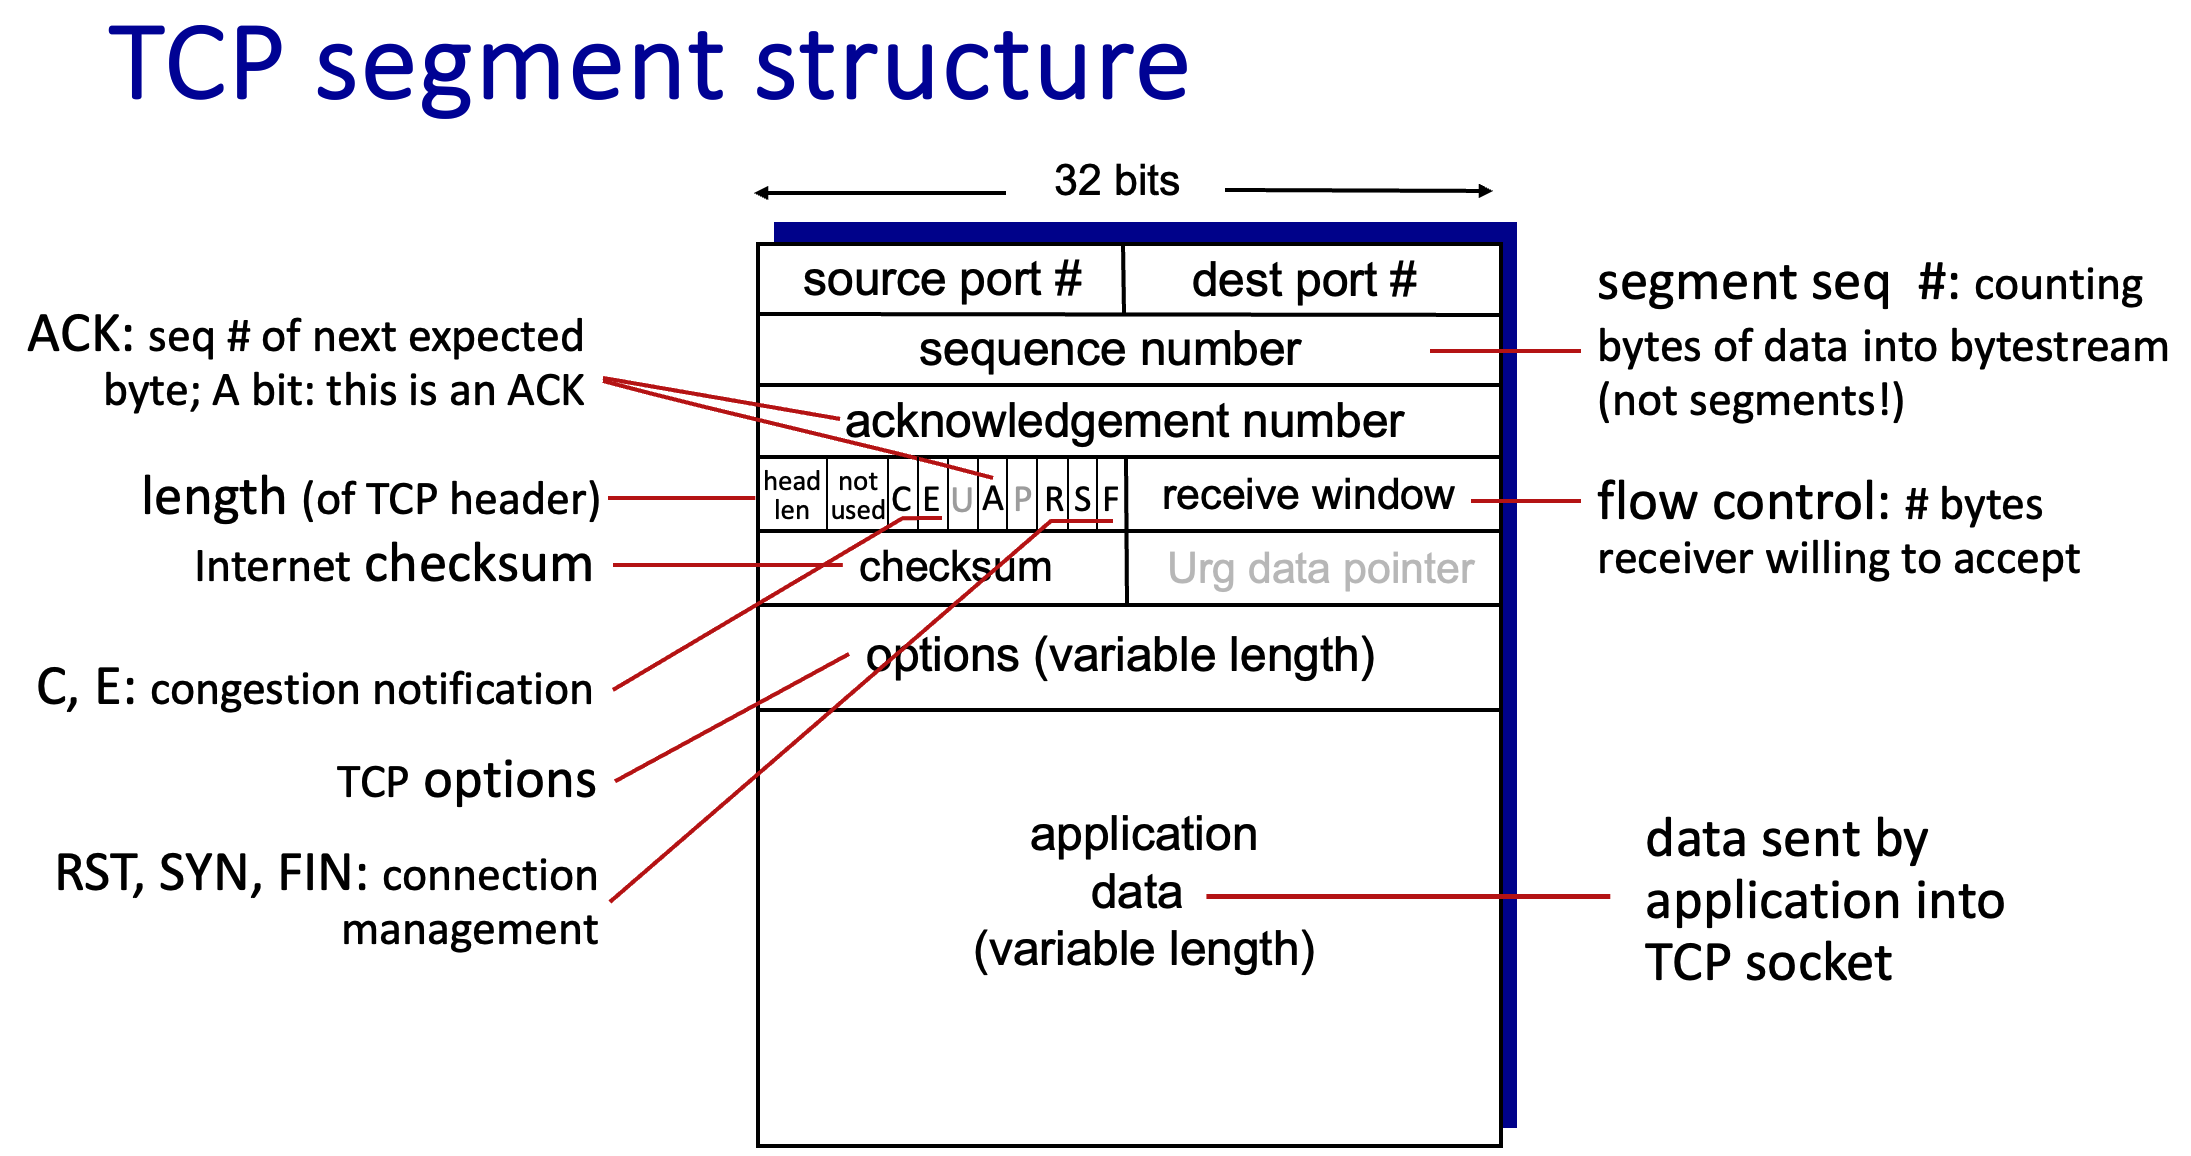 TCP segment structure
32 bits
source port #
dest port #
sequence number
acknowledgement number
head
len
not
used
C
E
U
A
P
R
S
F
receive window
checksum
Urg data pointer
options (variable length)
application
data
(variable length)
ACK: seq # of next expected
byte; A bit: this is an ACK
length (of TCP header)
Internet checksum
C, E: congestion notification
TCP options
RST, SYN, FIN: connection
management
segment seq #: counting
bytes of data into bytestream
(not segments!)
flow control: # bytes
receiver willing to accept
data sent by
application into
TCP socket